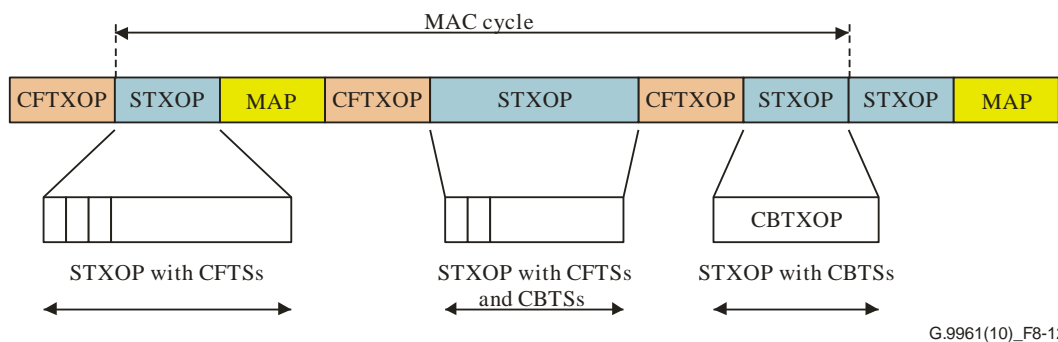 MAC cycle
CFTXOP STXOP MAP CFTXOP STXOP CFTXOP STXOP STXOP MAP
CBTXOP
STXOP with CFTSs
STXOP with CFTSs
and CBTSs
STXOP with CBTSs